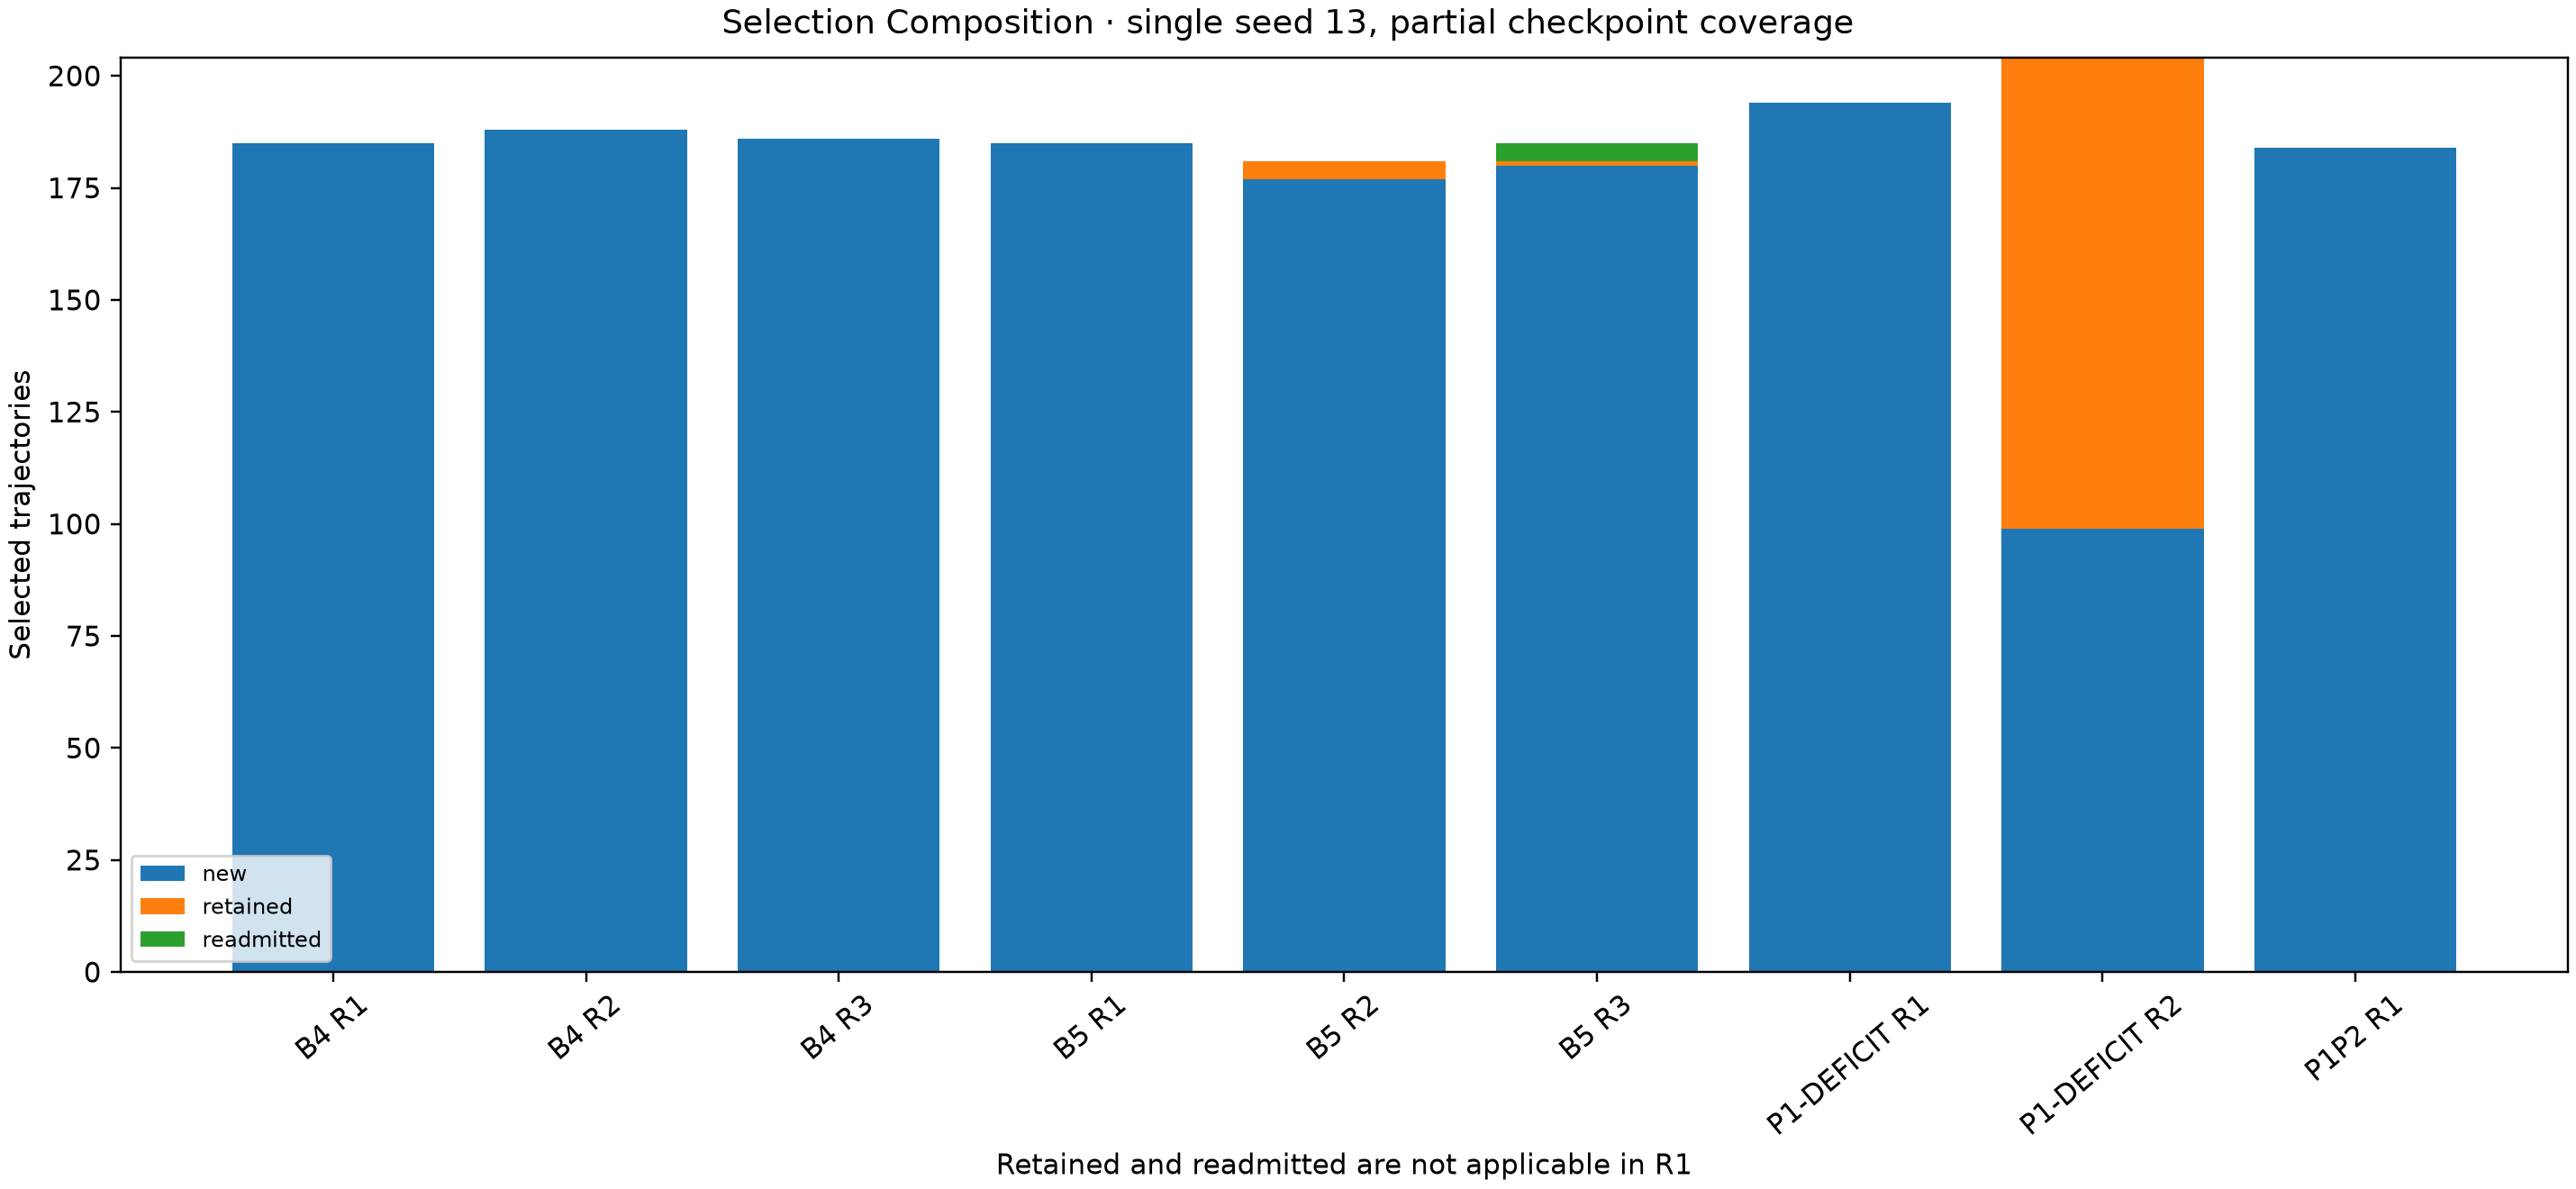 Selection Composition · single seed 13, partial checkpoint coverage
Selected trajectories
200
175
150
125
100
75
50
25
0
new
retained
readmitted
B4 R1
B4 R2
B4 R3
B5 R1
B5 R2
B5 R3
P1-DEFICIT R1
P1-DEFICIT R2
P1P2 R1
Retained and readmitted are not applicable in R1